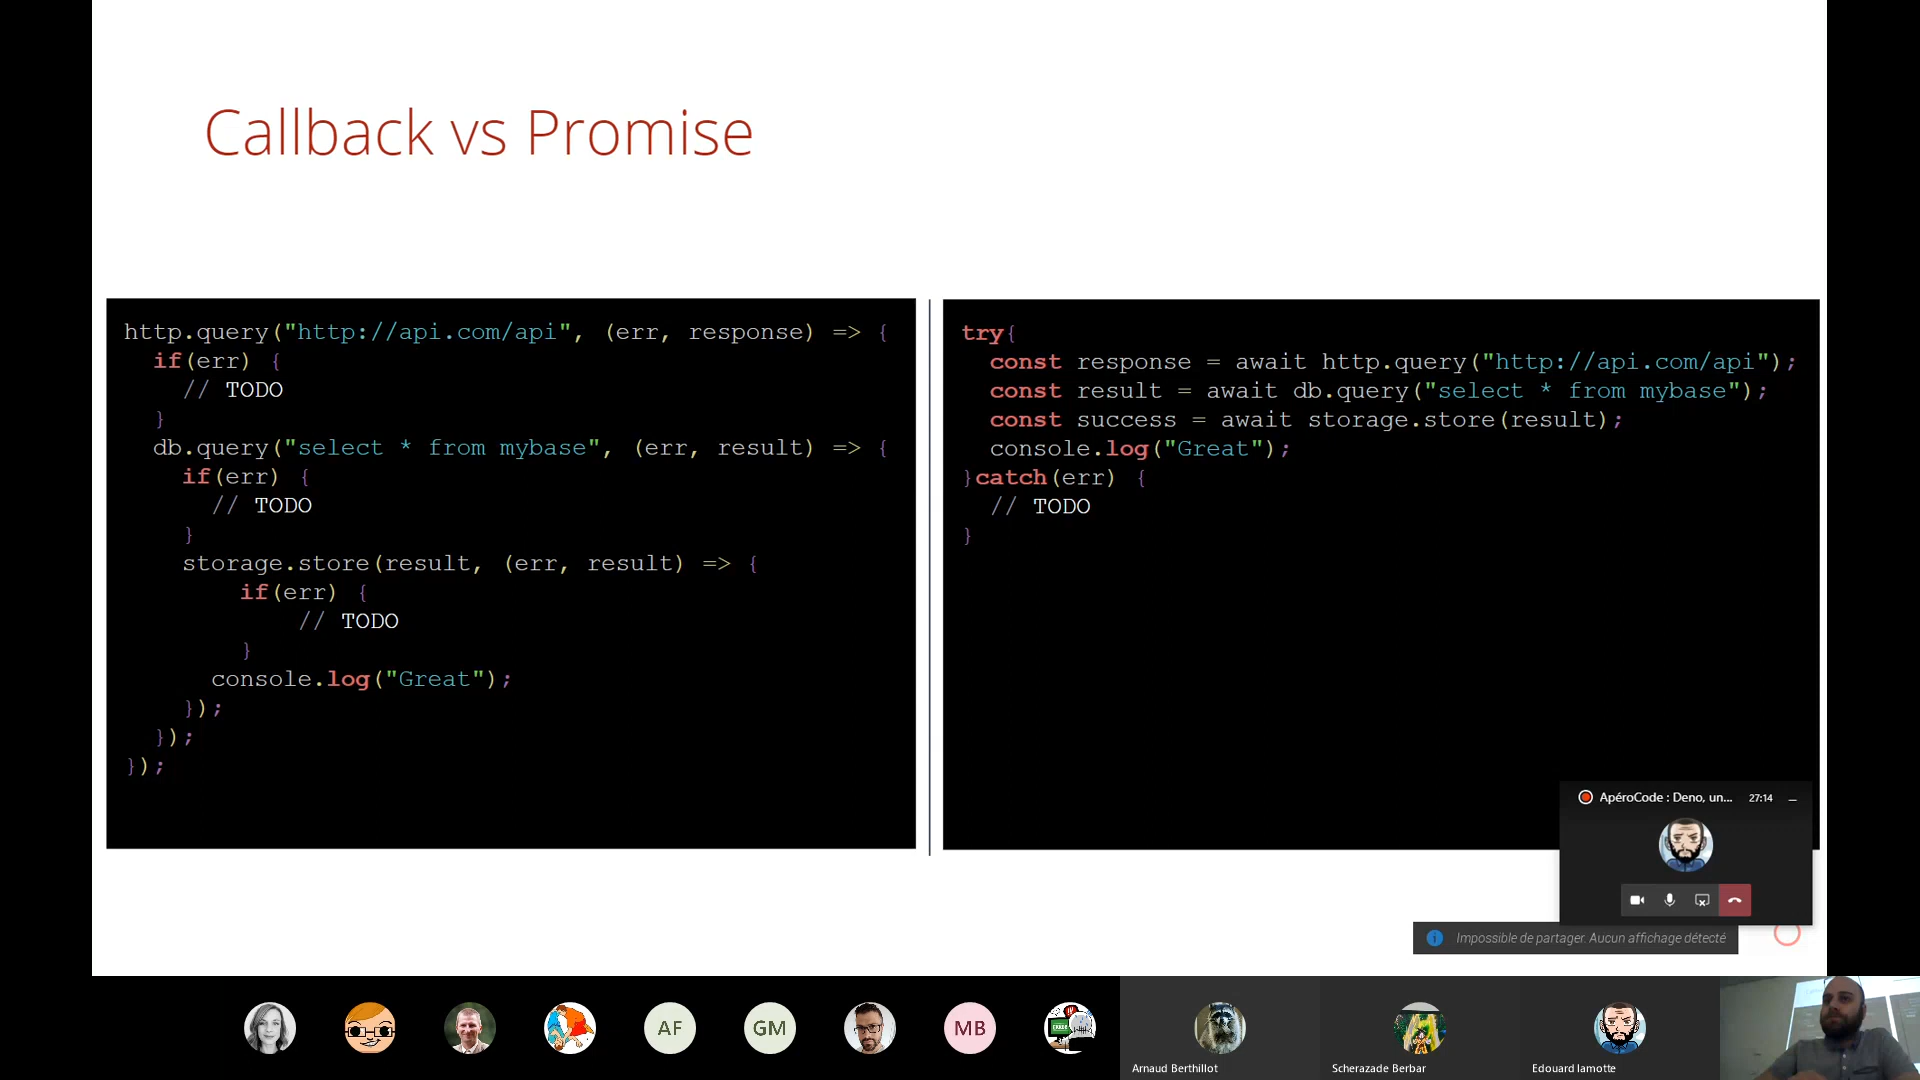 Callback vs Promise
http.query("http://api.com/api", (err, response) => {
if(err) {
// TODO
}
db.query("select * from mybase", (err, result) => {
if(err) {
// TODO
}
storage.store(result, (err, result) => {
if(err) {
// TODO
}
console.log("Great");
});
});
});
try{
const response = await http.query("http://api.com/api");
const result = await db.query("select * from mybase");
const success = await storage.store(result);
console.log("Great");
}catch(err) {
// TODO
}
ApéroCode : Deno, un... 27:14
Impossible de partager. Aucun affichage détecté
AF
GM
MB
Arnaud Berthillot
Scherazade Berbar
Edouard lamotte